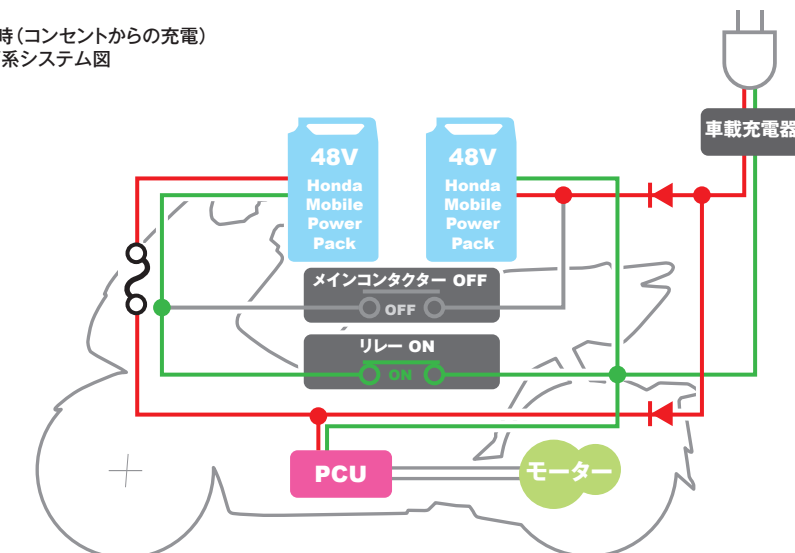 時（コンセントからの充電）
系システム図
車載充電器
48V
Honda
Mobile
Power
Pack
48V
Honda
Mobile
Power
Pack
メインコンタクター OFF
OFF
リレー ON
ON
PCU
モーター